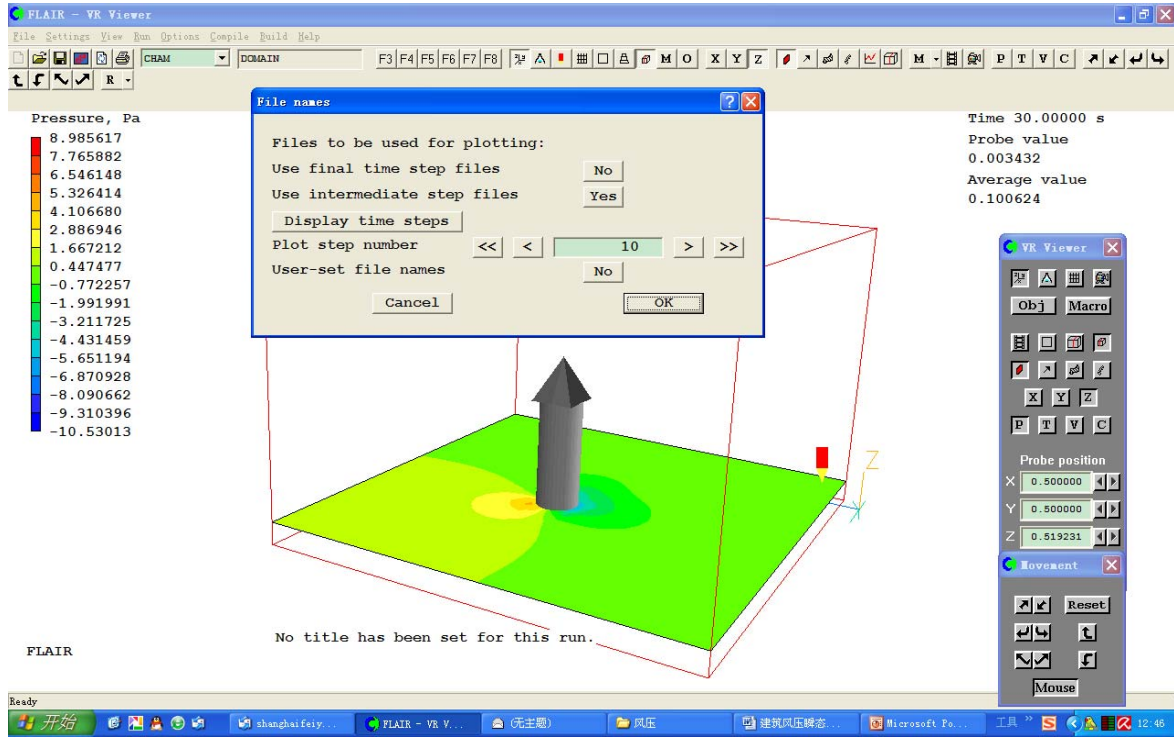 FLAIR - VR Viewer
File Settings View Run Options Compile Build Help
CHAM DOMAIN F3 F4 F5 F6 F7 F8 M O X Y Z M P T V C
R
File names
Files to be used for plotting:
Use final time step files No
Use intermediate step files Yes
Display time steps
Plot step number << < 10 > >>
User-set file names No
Cancel OK
Pressure, Pa
8.985617
7.765882
6.546148
5.326414
4.106680
2.886946
1.667212
0.447477
-0.772257
-1.991991
-3.211725
-4.431459
-5.651194
-6.870928
-8.090662
-9.310396
-10.53013
Time 30.00000 s
Probe value
0.003432
Average value
0.100624
Z
VR Viewer
Obj Macro
X Y Z
P T V C
Probe position
X 0.500000
Y 0.500000
Z 0.519231
Movement
Reset
Mouse
No title has been set for this run.
FLAIR
Ready
开始 shanghaifeiy... FLAIR - VR V... (无主题) 风压 建筑风压瞬态... Microsoft Po... 工具 » 12:46